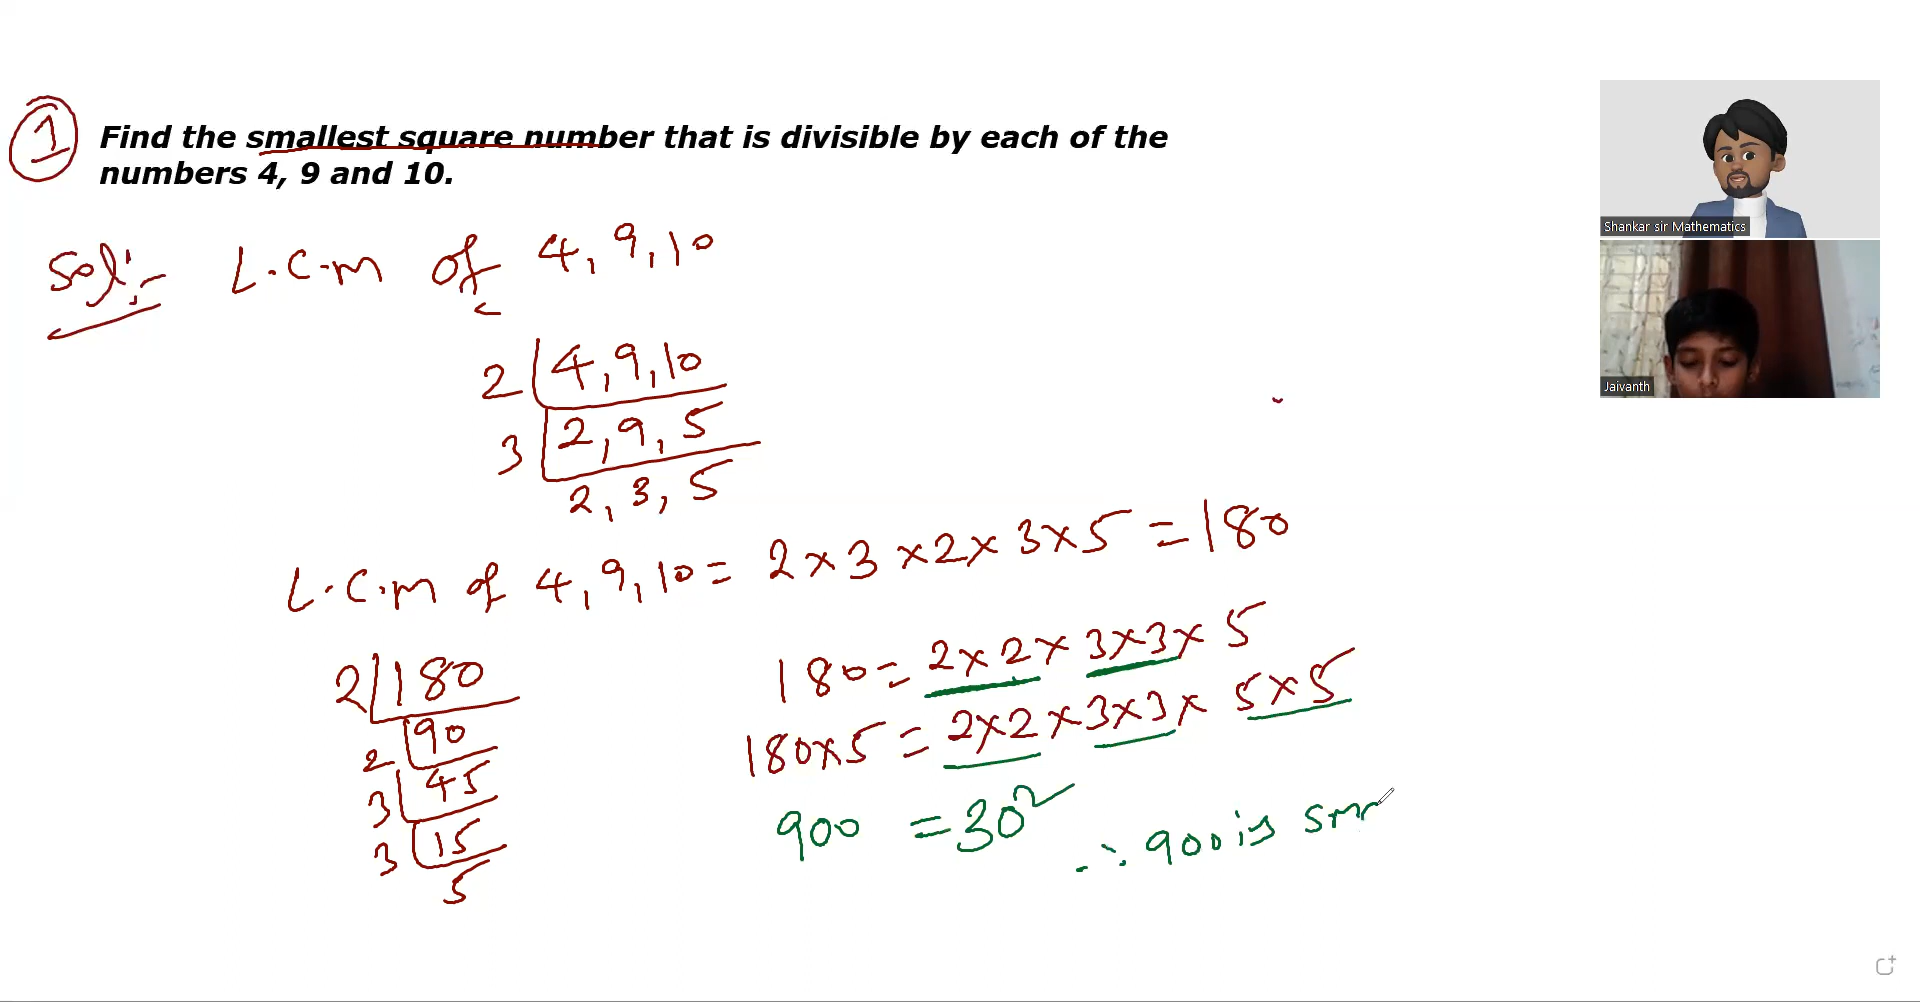 1
Find the smallest square number that is divisible by each of the
numbers 4, 9 and 10.
Sol:- L.C.M of 4, 9, 10
2 | 4, 9, 10
3 | 2, 9, 5
2, 3, 5
L.C.M of 4, 9, 10 = 2 × 3 × 2 × 3 × 5 = 180
2 | 180
2 | 90
3 | 45
3 | 15
5
180 = 2 × 2 × 3 × 3 × 5
180 × 5 = 2 × 2 × 3 × 3 × 5 × 5
900 = 30²
∴ 900 is sm
Shankar sir Mathematics
Jaivanth